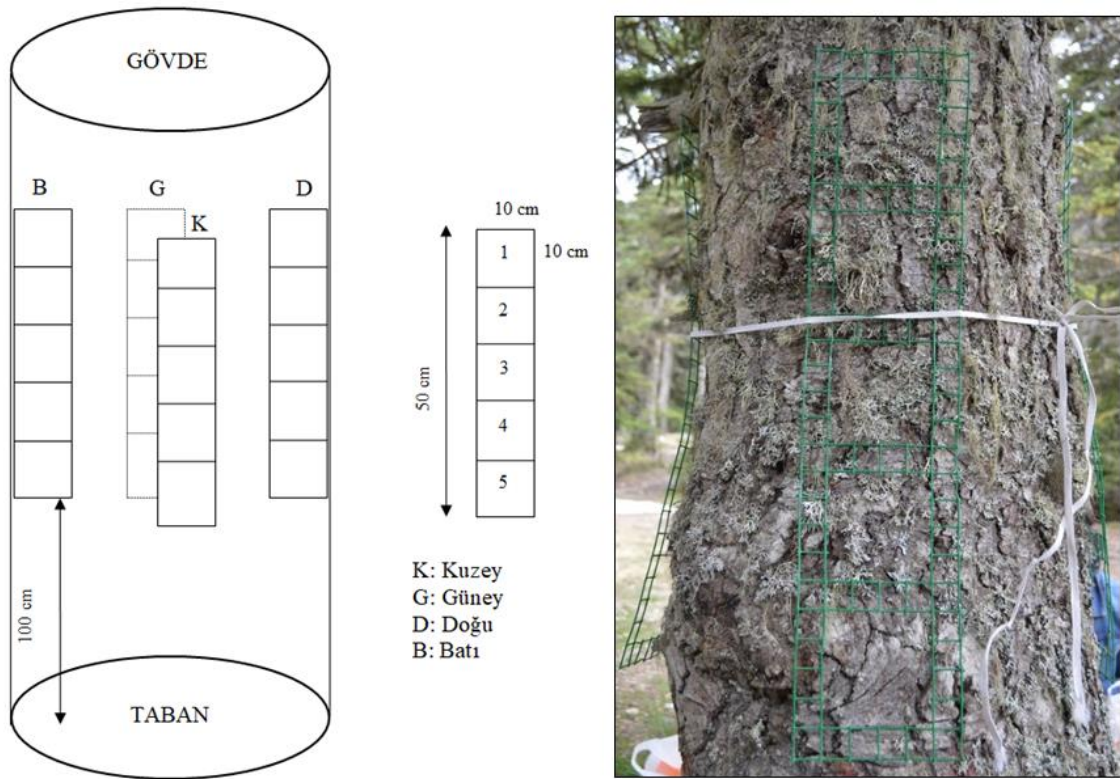 GÖVDE
B
G
D
K
10 cm
10 cm
1
2
3
4
5
50 cm
100 cm
K: Kuzey
G: Güney
D: Doğu
B: Batı
TABAN